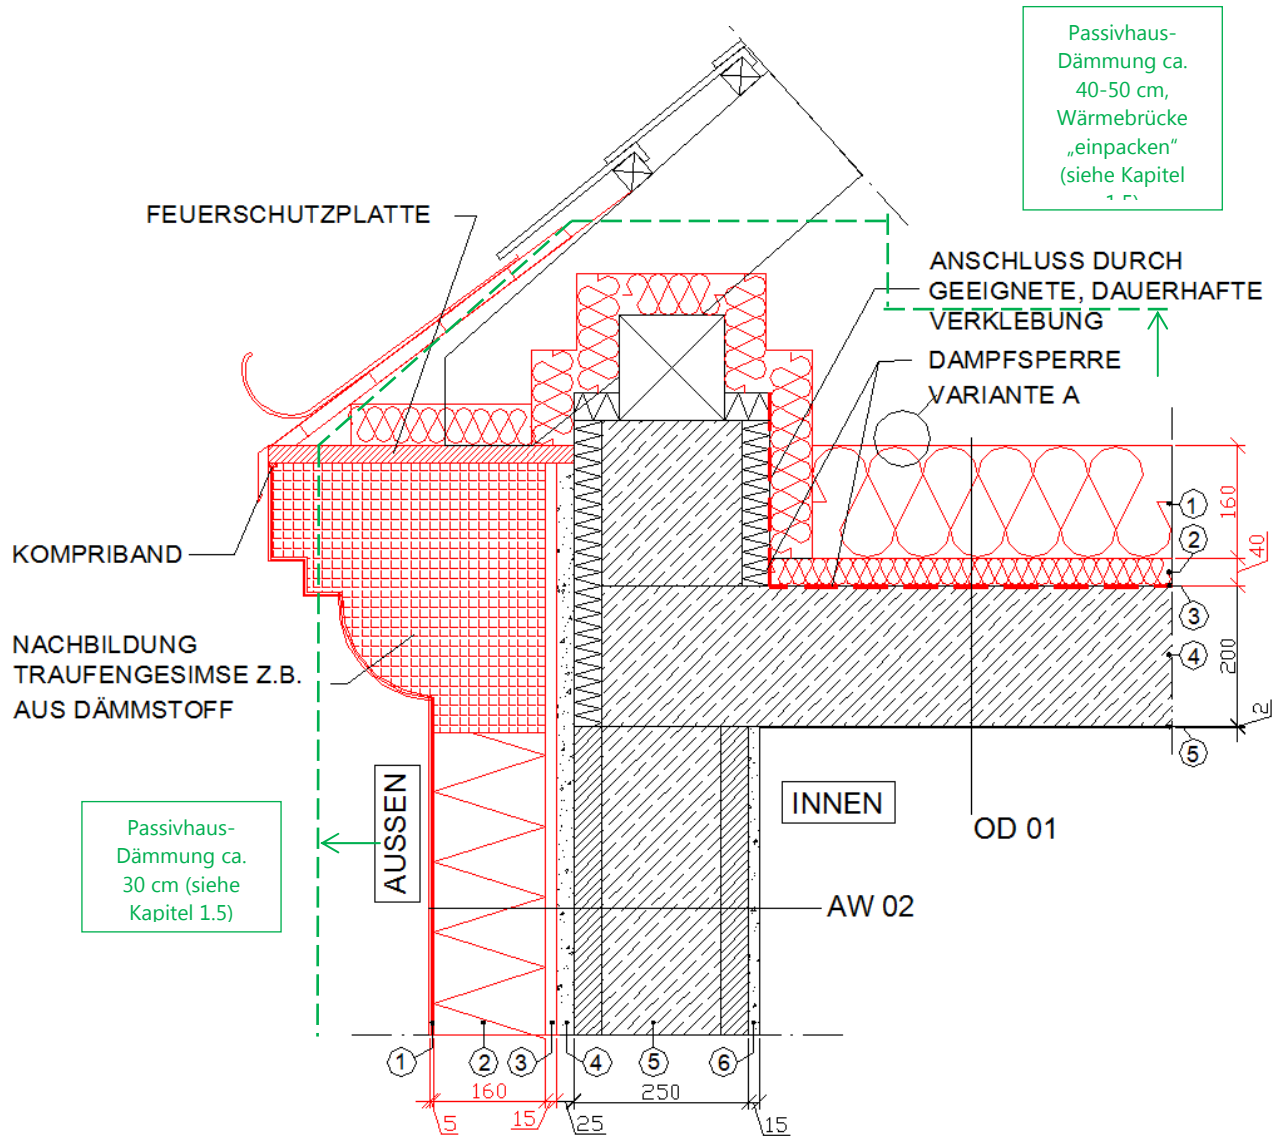 Passivhaus-
Dämmung ca.
40-50 cm,
Wärmebrücke
„einpacken“
(siehe Kapitel
FEUERSCHUTZPLATTE
ANSCHLUSS DURCH
GEEIGNETE, DAUERHAFTE
VERKLEBUNG
DAMPFSPERRE
VARIANTE A
KOMPRIBAND
NACHBILDUNG
TRAUFENGESIMSE Z.B.
AUS DÄMMSTOFF
1
2
3
4
5
160
40
200
2
AUSSEN
INNEN
OD 01
Passivhaus-
Dämmung ca.
30 cm (siehe
Kapitel 1.5)
AW 02
1 2 3 4 5 6
160 250
5 15 25 15